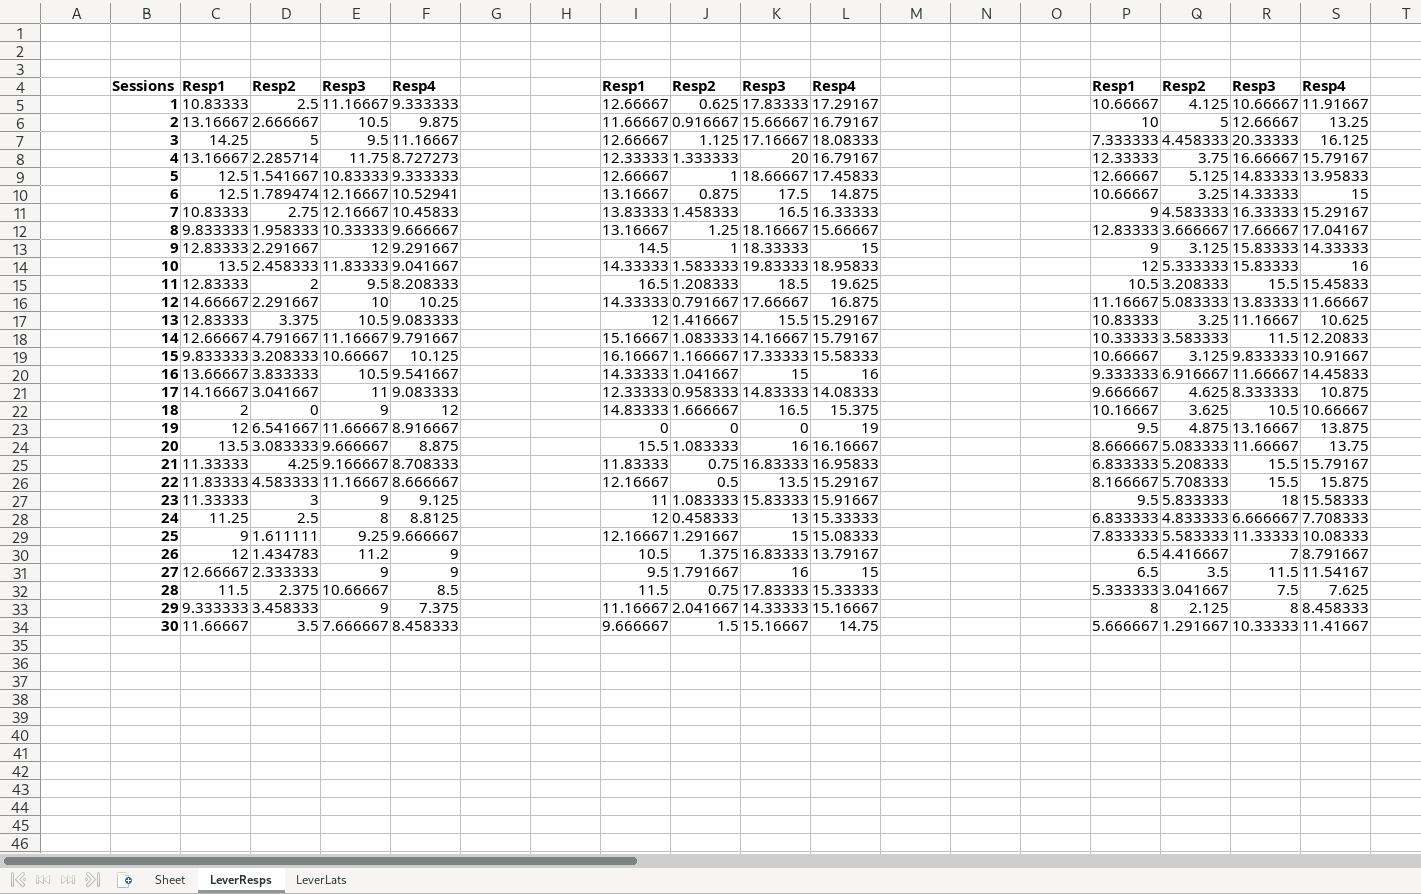 A B C D E F G H I J K L M N O P Q R S T
1
2
3
4 Sessions Resp1 Resp2 Resp3 Resp4 Resp1 Resp2 Resp3 Resp4 Resp1 Resp2 Resp3 Resp4
5 1 10.83333 2.5 11.16667 9.333333 12.66667 0.625 17.83333 17.29167 10.66667 4.125 10.66667 11.91667
6 2 13.16667 2.666667 10.5 9.875 11.66667 0.916667 15.66667 16.79167 10 5 12.66667 13.25
7 3 14.25 5 9.5 11.16667 12.66667 1.125 17.16667 18.08333 7.333333 4.458333 20.33333 16.125
8 4 13.16667 2.285714 11.75 8.727273 12.33333 1.333333 20 16.79167 12.33333 3.75 16.66667 15.79167
9 5 12.5 1.541667 10.83333 9.333333 12.66667 1 18.66667 17.45833 12.66667 5.125 14.83333 13.95833
10 6 12.5 1.789474 12.16667 10.52941 13.16667 0.875 17.5 14.875 10.66667 3.25 14.33333 15
11 7 10.83333 2.75 12.16667 10.45833 13.83333 1.458333 16.5 16.33333 9 4.583333 16.33333 15.29167
12 8 9.833333 1.958333 10.33333 9.666667 13.16667 1.25 18.16667 15.66667 12.83333 3.666667 17.66667 17.04167
13 9 12.83333 2.291667 12 9.291667 14.5 1 18.33333 15 9 3.125 15.83333 14.33333
14 10 13.5 2.458333 11.83333 9.041667 14.33333 1.583333 19.83333 18.95833 12 5.333333 15.83333 16
15 11 12.83333 2 9.5 8.208333 16.5 1.208333 18.5 19.625 10.5 3.208333 15.5 15.45833
16 12 14.66667 2.291667 10 10.25 14.33333 0.791667 17.66667 16.875 11.16667 5.083333 13.83333 11.66667
17 13 12.83333 3.375 10.5 9.083333 12 1.416667 15.5 15.29167 10.83333 3.25 11.16667 10.625
18 14 12.66667 4.791667 11.16667 9.791667 15.16667 1.083333 14.16667 15.79167 10.33333 3.583333 11.5 12.20833
19 15 9.833333 3.208333 10.66667 10.125 16.16667 1.166667 17.33333 15.58333 10.66667 3.125 9.833333 10.91667
20 16 13.66667 3.833333 10.5 9.541667 14.33333 1.041667 15 16 9.333333 6.916667 11.66667 14.45833
21 17 14.16667 3.041667 11 9.083333 12.33333 0.958333 14.83333 14.08333 9.666667 4.625 8.333333 10.875
22 18 2 0 9 12 14.83333 1.666667 16.5 15.375 10.16667 3.625 10.5 10.66667
23 19 12 6.541667 11.66667 8.916667 0 0 0 19 9.5 4.875 13.16667 13.875
24 20 13.5 3.083333 9.666667 8.875 15.5 1.083333 16 16.16667 8.666667 5.083333 11.66667 13.75
25 21 11.33333 4.25 9.166667 8.708333 11.83333 0.75 16.83333 16.95833 6.833333 5.208333 15.5 15.79167
26 22 11.83333 4.583333 11.16667 8.666667 12.16667 0.5 13.5 15.29167 8.166667 5.708333 15.5 15.875
27 23 11.33333 3 9 9.125 11 1.083333 15.83333 15.91667 9.5 5.833333 18 15.58333
28 24 11.25 2.5 8 8.8125 12 0.458333 13 15.33333 6.833333 4.833333 6.666667 7.708333
29 25 9 1.611111 9.25 9.666667 12.16667 1.291667 15 15.08333 7.833333 5.583333 11.33333 10.08333
30 26 12 1.434783 11.2 9 10.5 1.375 16.83333 13.79167 6.5 4.416667 7 8.791667
31 27 12.66667 2.333333 9 9 9.5 1.791667 16 15 6.5 3.5 11.5 11.54167
32 28 11.5 2.375 10.66667 8.5 11.5 0.75 17.83333 15.33333 5.333333 3.041667 7.5 7.625
33 29 9.333333 3.458333 9 7.375 11.16667 2.041667 14.33333 15.16667 8 2.125 8 8.458333
34 30 11.66667 3.5 7.666667 8.458333 9.666667 1.5 15.16667 14.75 5.666667 1.291667 10.33333 11.41667
35
36
37
38
39
40
41
42
43
44
45
46
Sheet LeverResps LeverLats